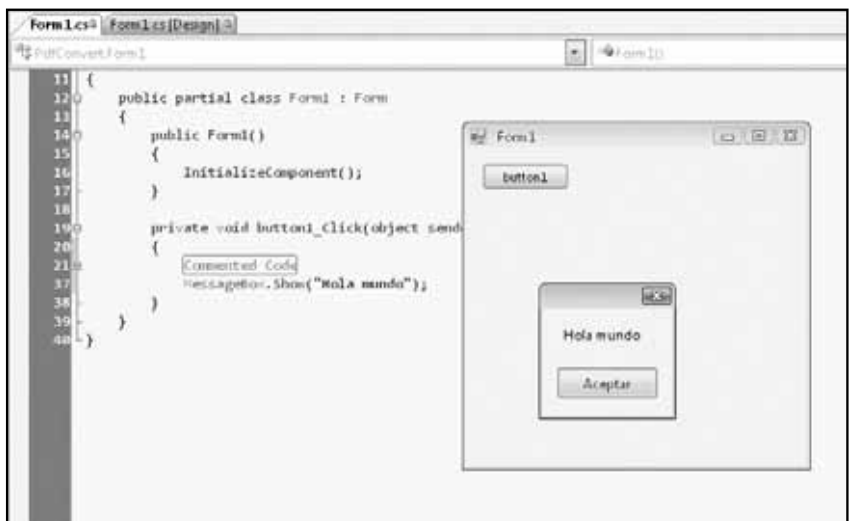 Form1.cs Form1.cs [Design]
PdfConvert.Form1 Form1()
11 {
12 public partial class Form1 : Form
13 {
14 public Form1()
15 {
16 InitializeComponent();
17 }
18
19 private void button1_Click(object send
20 {
21 Commented Code
37 MessageBox.Show("Hola mundo");
38 }
39 }
40 }
Form1
button1
Hola mundo
Aceptar